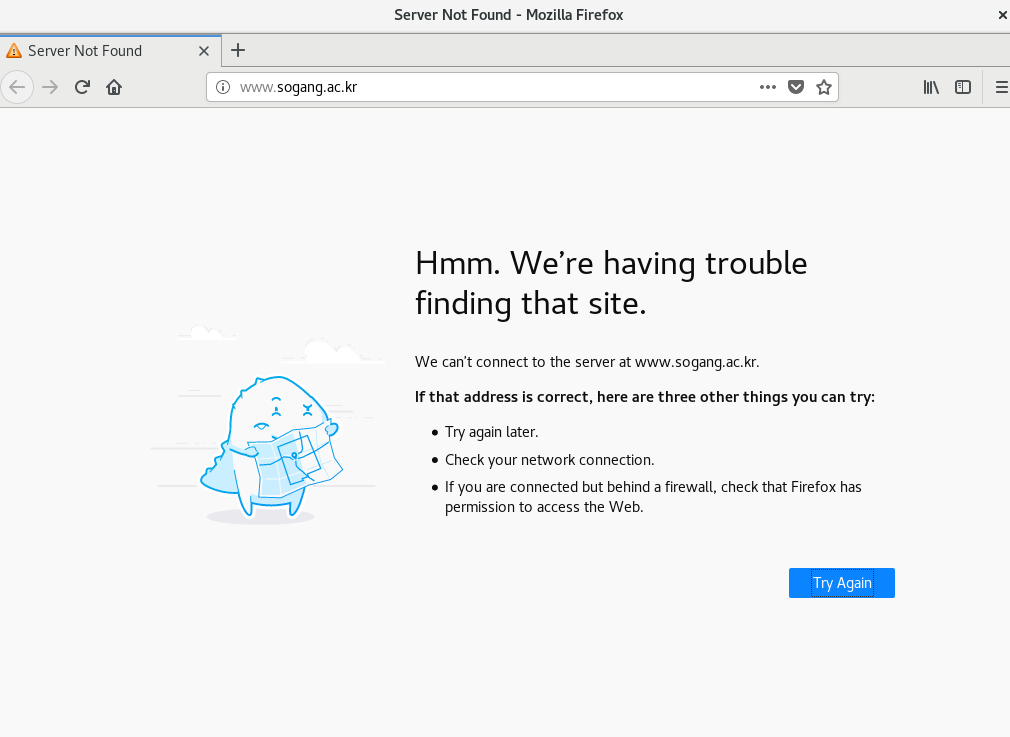 Server Not Found - Mozilla Firefox
Server Not Found
www.sogang.ac.kr
Hmm. We’re having trouble
finding that site.
We can’t connect to the server at www.sogang.ac.kr.
If that address is correct, here are three other things you can try:
Try again later.
Check your network connection.
If you are connected but behind a firewall, check that Firefox has
permission to access the Web.
Try Again